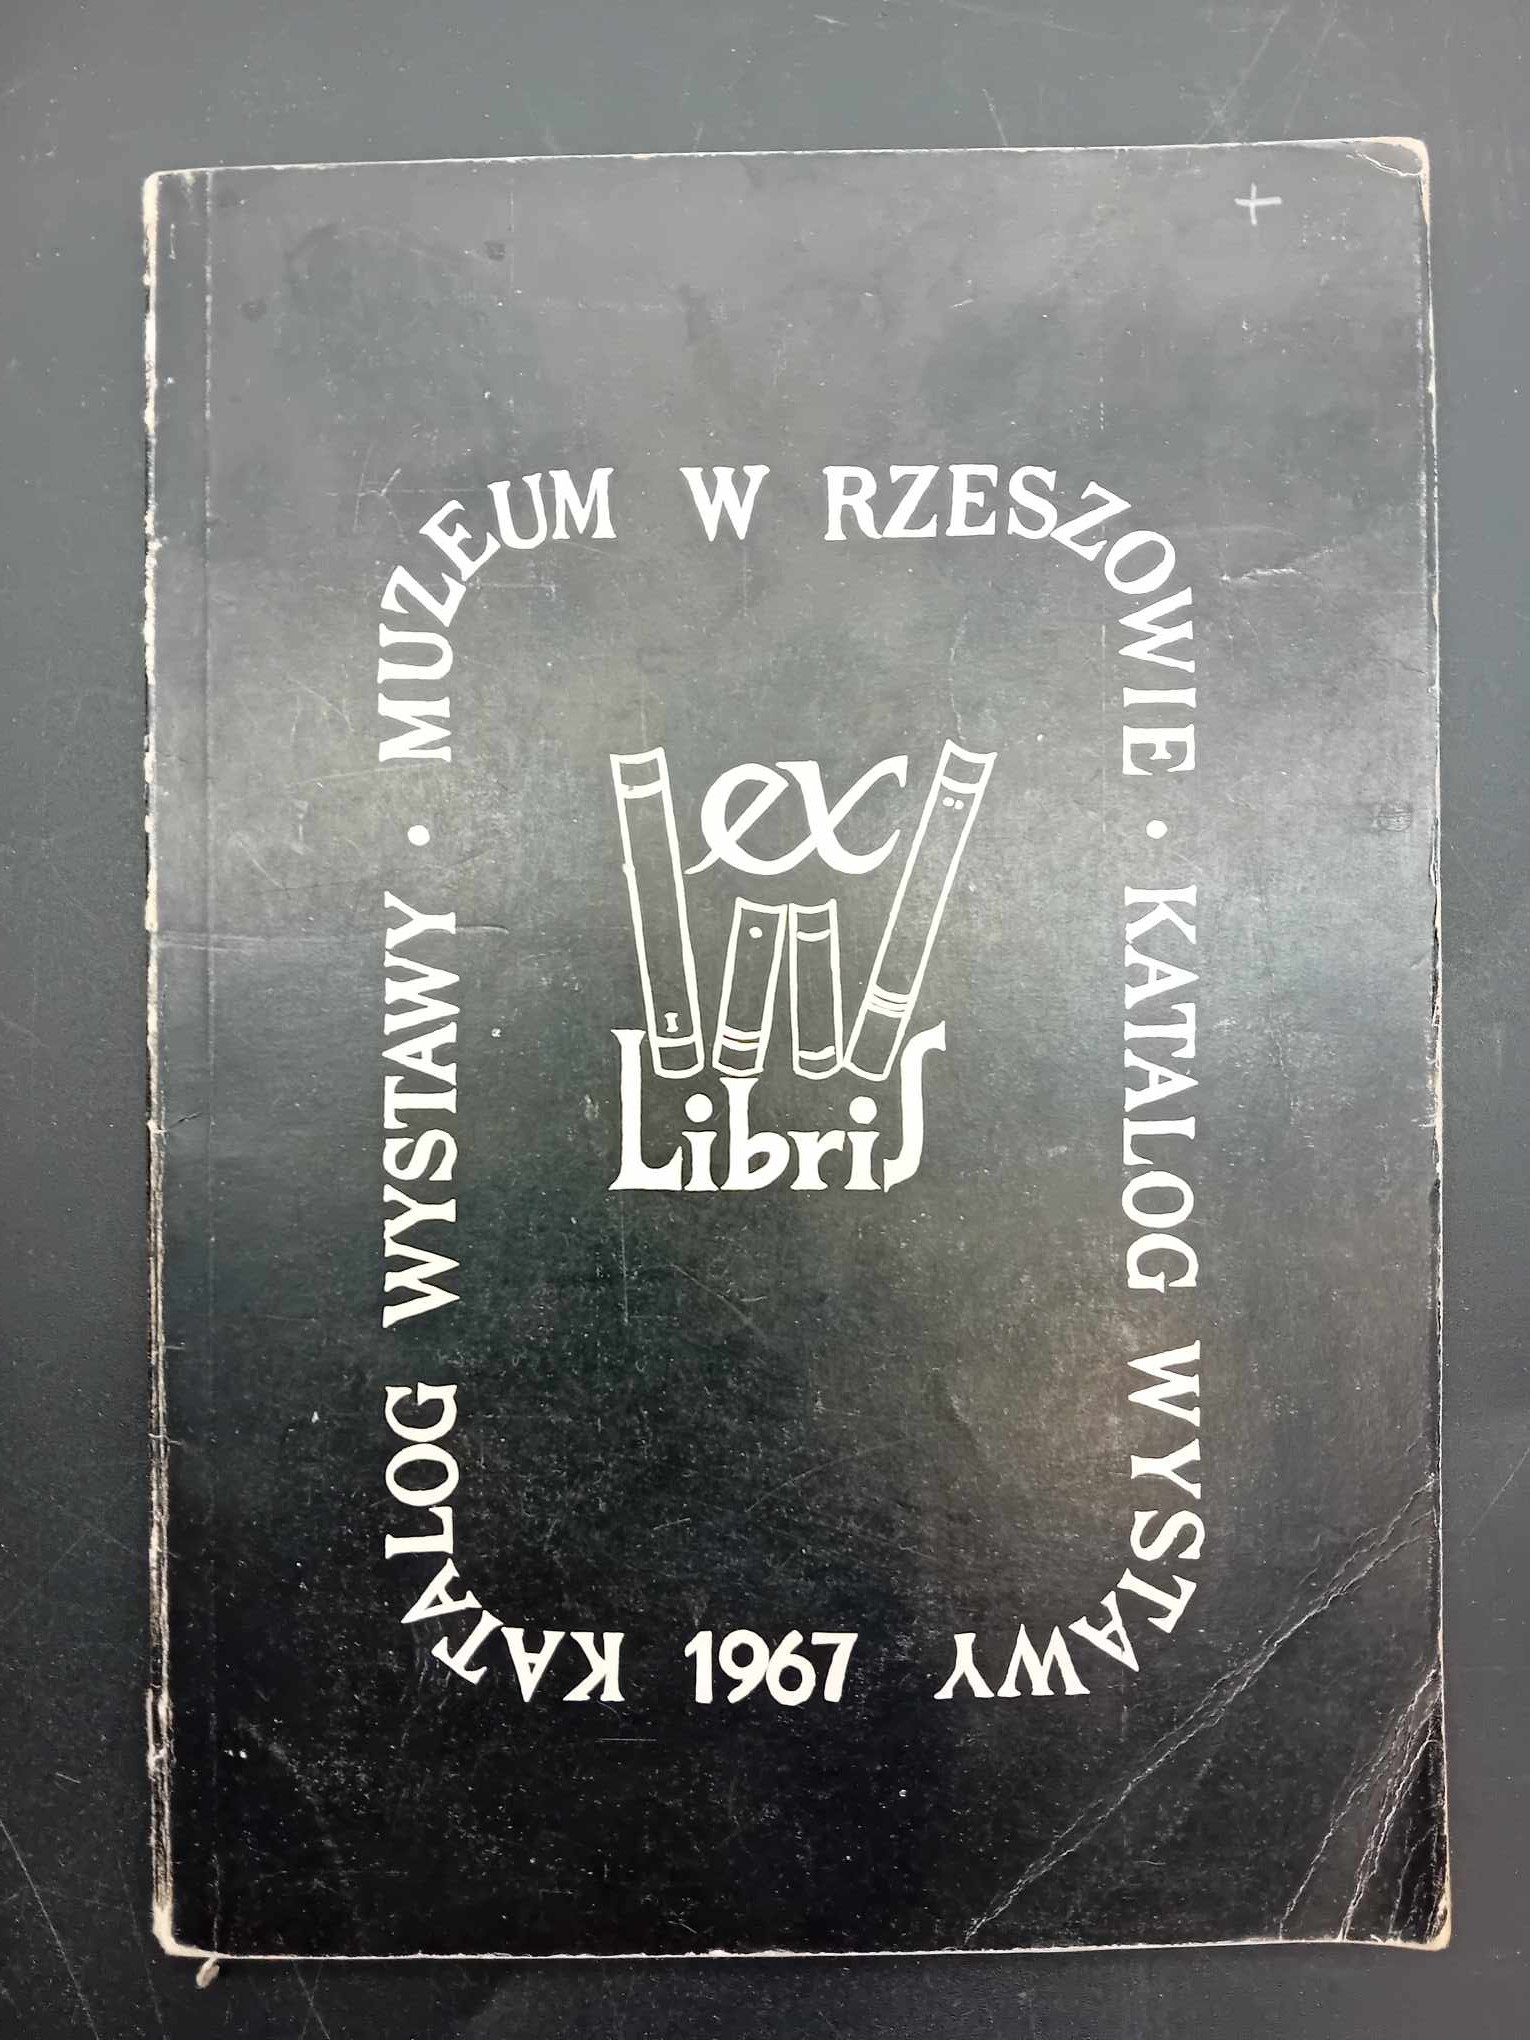 MUZEUM W RZESZOWIE · KATALOG WYSTAWY
1967
KATALOG WYSTAWY ·
ex
Libris